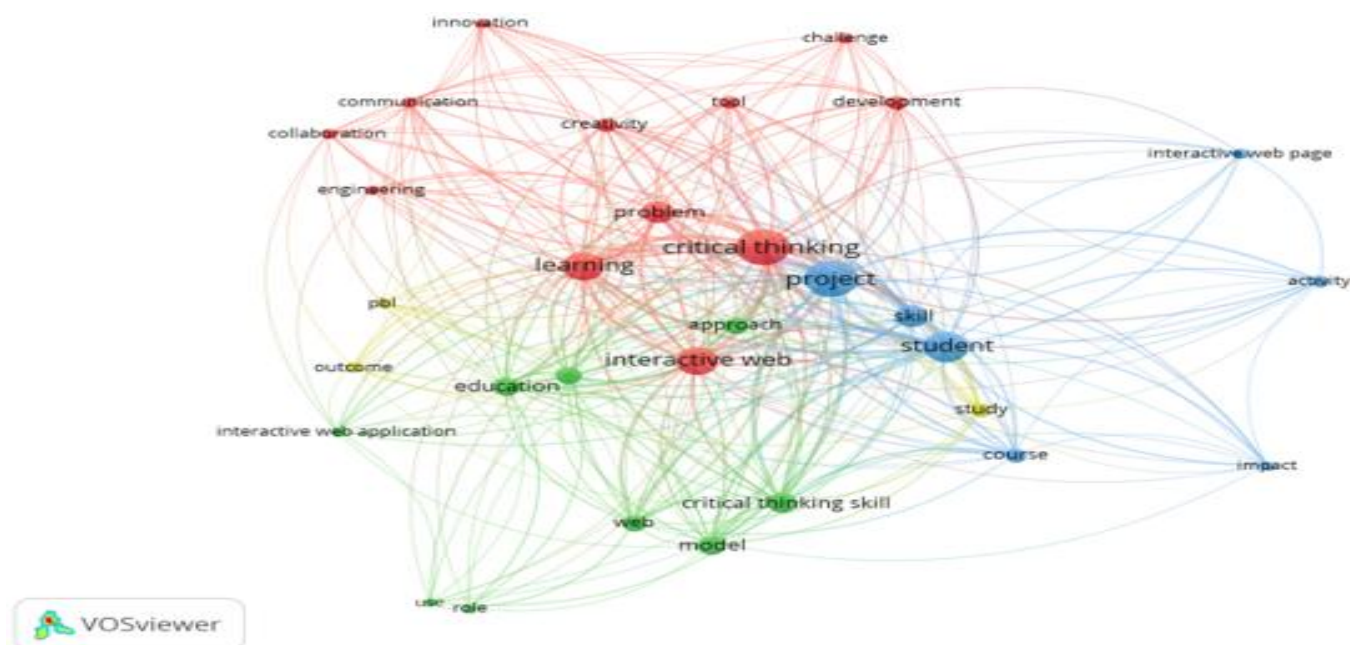 innovation
challenge
communication
tool
development
creativity
collaboration
interactive web page
engineering
problem
critical thinking
learning
project
activity
pbl
approach
skill
student
interactive web
outcome
education
study
interactive web application
course
impact
critical thinking skill
web
model
use
role
VOSviewer